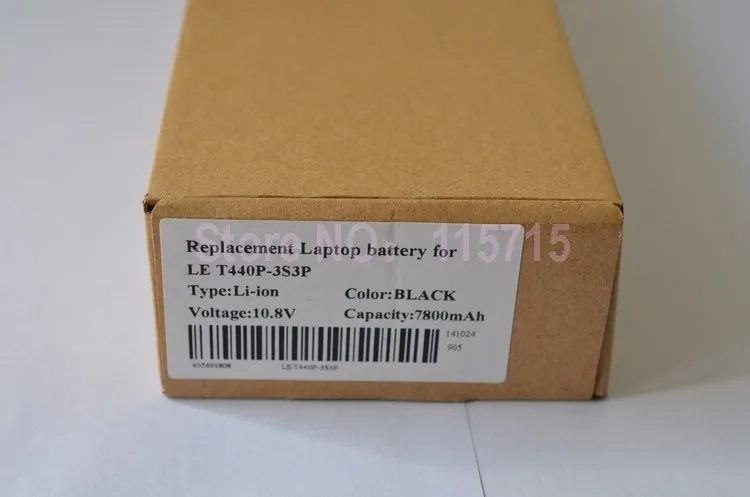 Store NO: 115715
Replacement Laptop battery for
LE T440P-3S3P
Type:Li-ion Color:BLACK
Voltage:10.8V Capacity:7800mAh
141024
905
LE T440P-3S3P